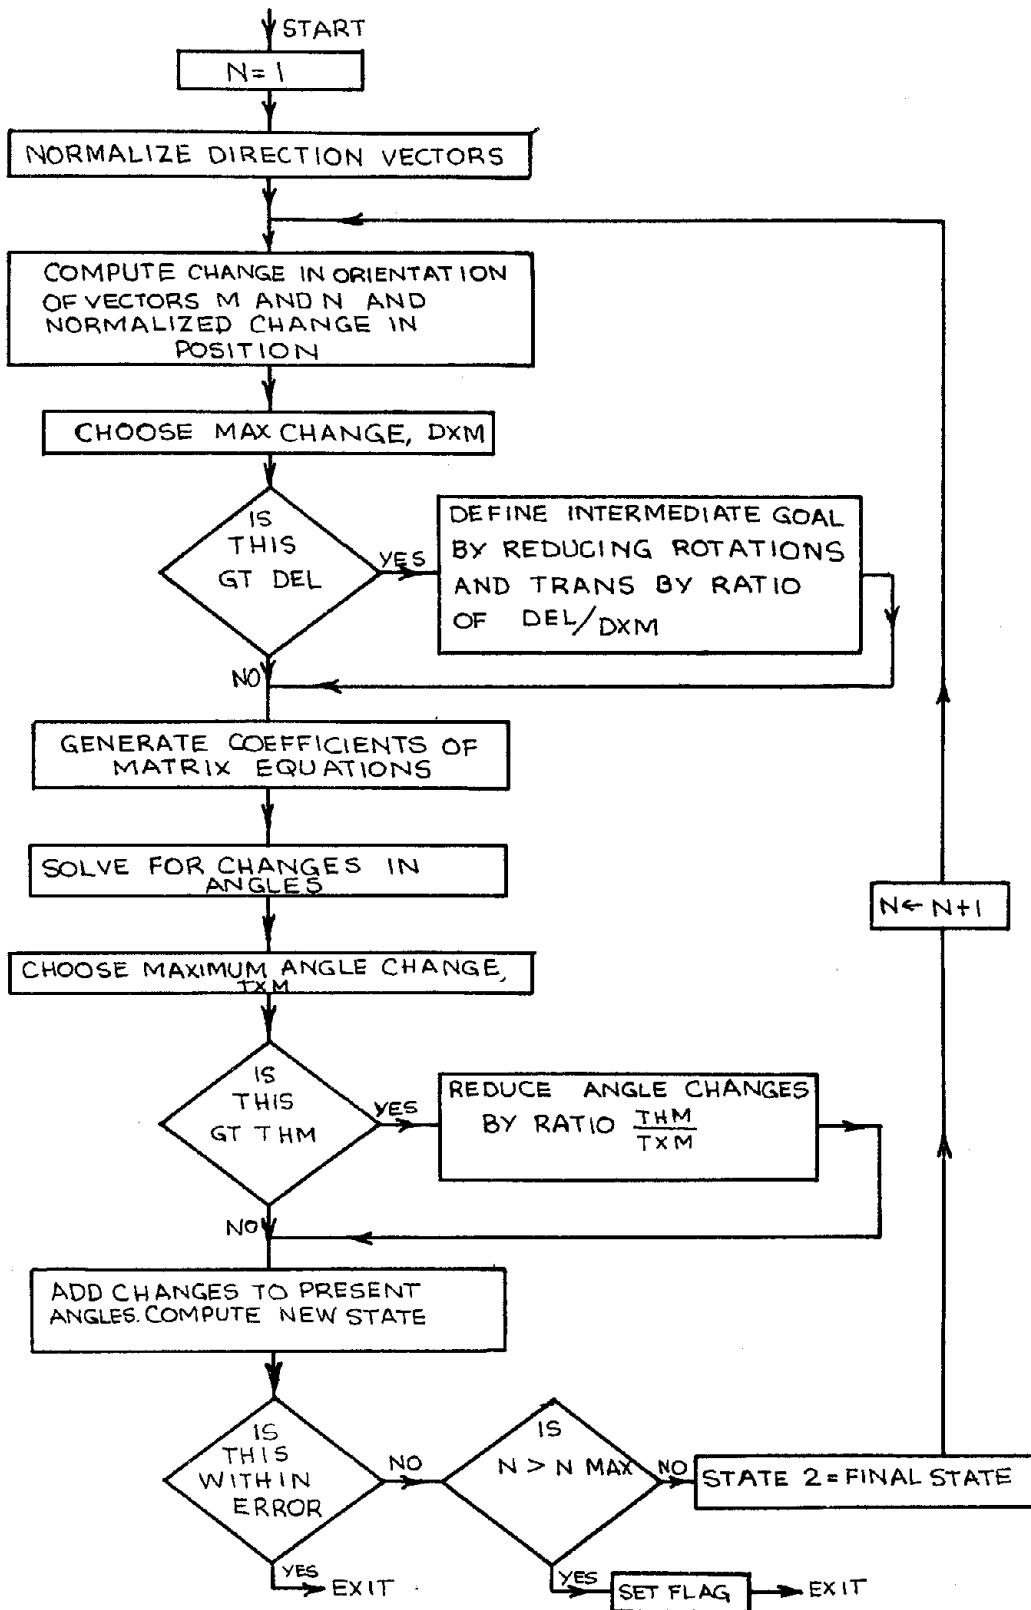 START
N = 1
NORMALIZE DIRECTION VECTORS
COMPUTE CHANGE IN ORIENTATION
OF VECTORS M AND N AND
NORMALIZED CHANGE IN
POSITION
CHOOSE MAX CHANGE, DXM
IS
THIS
GT DEL
YES
DEFINE INTERMEDIATE GOAL
BY REDUCING ROTATIONS
AND TRANS BY RATIO
OF DEL/DXM
NO
GENERATE COEFFICIENTS OF
MATRIX EQUATIONS
SOLVE FOR CHANGES IN
ANGLES
N ← N+1
CHOOSE MAXIMUM ANGLE CHANGE,
TXM
IS
THIS
GT THM
YES
REDUCE ANGLE CHANGES
BY RATIO THM/TXM
NO
ADD CHANGES TO PRESENT
ANGLES. COMPUTE NEW STATE
IS
THIS
WITHIN
ERROR
NO
IS
N > N MAX
NO
STATE 2 = FINAL STATE
YES
EXIT
YES
SET FLAG
EXIT